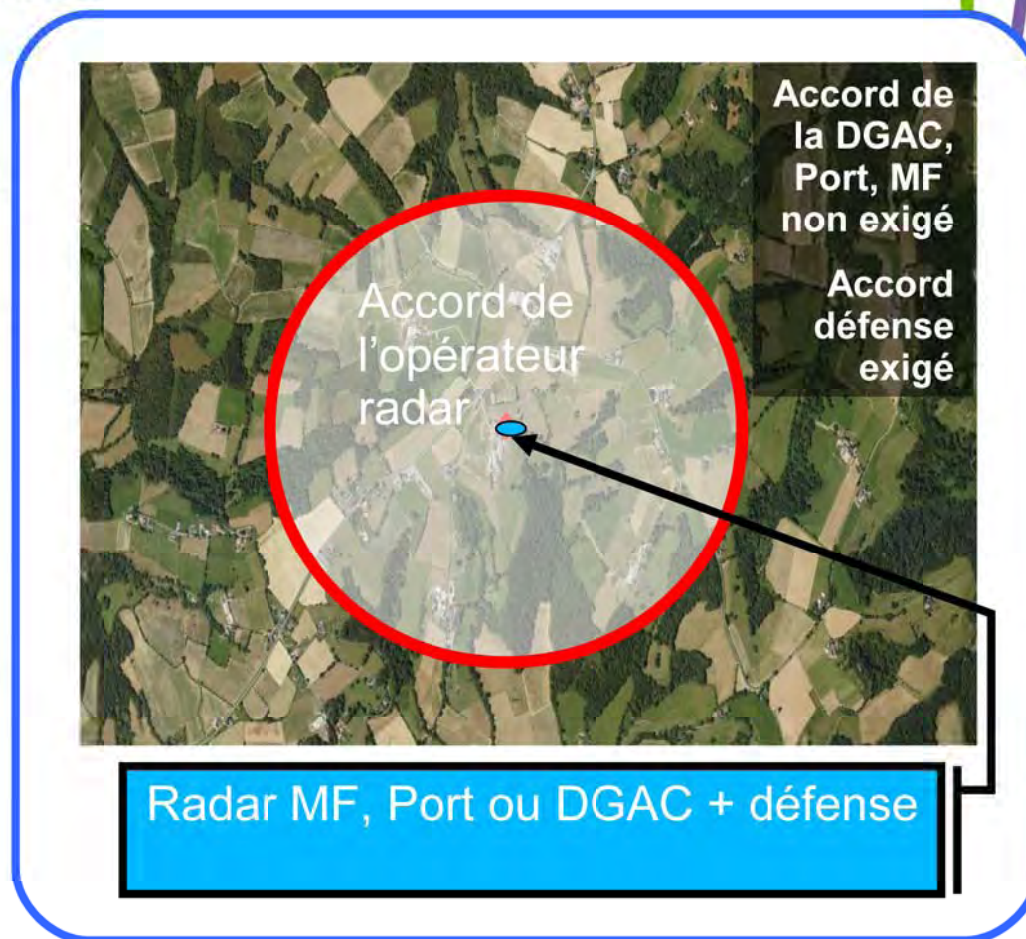 Accord de
la DGAC,
Port, MF
non exigé
Accord
défense
exigé
Accord de
l'opérateur
radar
Radar MF, Port ou DGAC + défense